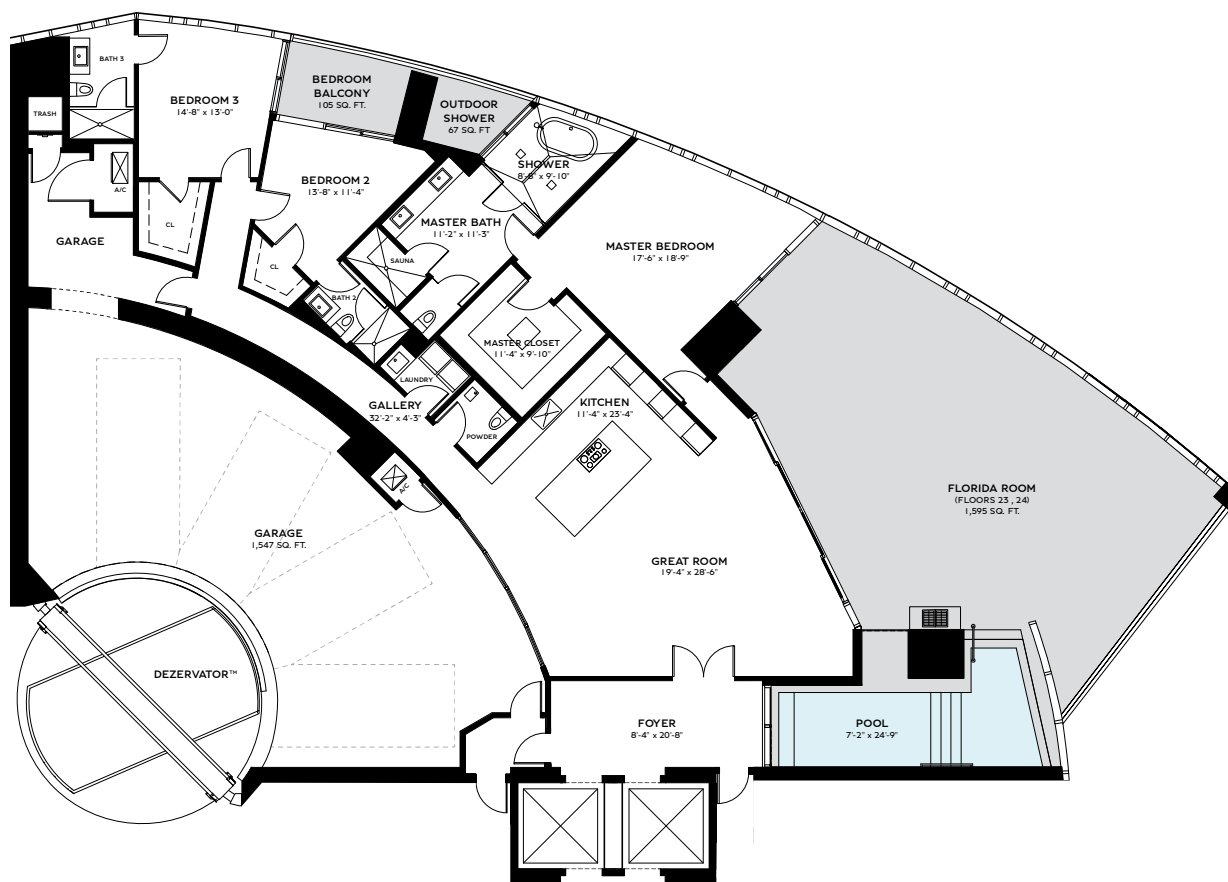 BATH 3
TRASH
A/C
BEDROOM 3
14'-8" x 13'-0"
BEDROOM
BALCONY
105 SQ. FT.
OUTDOOR
SHOWER
67 SQ. FT
SHOWER
8'-8" x 9'-10"
BEDROOM 2
13'-8" x 11'-4"
CL
CL
GARAGE
MASTER BATH
11'-2" x 11'-3"
SAUNA
MASTER BEDROOM
17'-6" x 18'-9"
BATH 2
MASTER CLOSET
11'-4" x 9'-10"
LAUNDRY
GALLERY
32'-2" x 4'-3"
POWDER
KITCHEN
11'-4" x 23'-4"
A/C
GARAGE
1,547 SQ. FT.
FLORIDA ROOM
(FLOORS 23 , 24)
1,595 SQ. FT.
GREAT ROOM
19'-4" x 28'-6"
DEZERVATOR™
FOYER
8'-4" x 20'-8"
POOL
7'-2" x 24'-9"